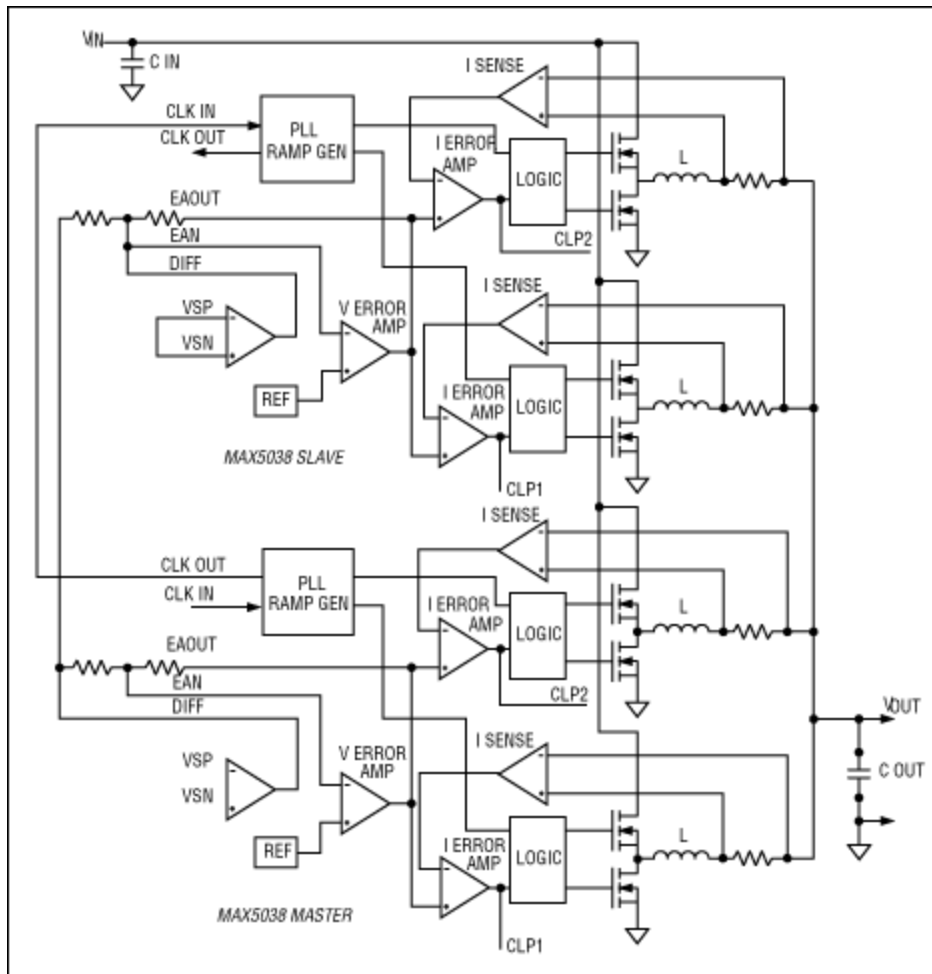 VIN
C IN
I SENSE
CLK IN
CLK OUT
PLL
RAMP GEN
I ERROR
AMP
LOGIC
L
EAOUT
EAN
CLP2
DIFF
I SENSE
VSP
VSN
V ERROR
AMP
REF
I ERROR
AMP
LOGIC
L
MAX5038 SLAVE
CLP1
I SENSE
CLK OUT
CLK IN
PLL
RAMP GEN
I ERROR
AMP
LOGIC
L
EAOUT
EAN
CLP2
DIFF
VOUT
I SENSE
VSP
VSN
V ERROR
AMP
C OUT
REF
I ERROR
AMP
LOGIC
L
MAX5038 MASTER
CLP1